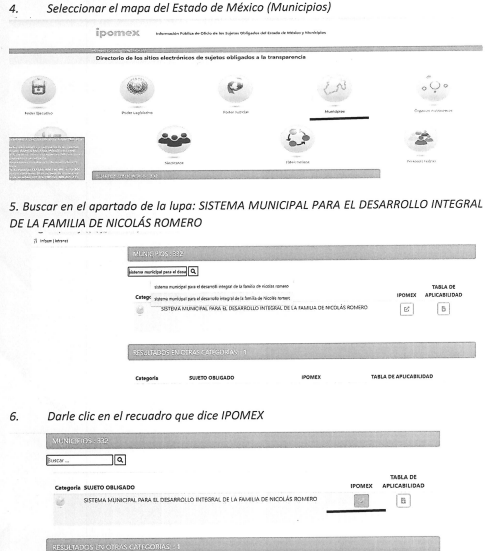 4. Seleccionar el mapa del Estado de México (Municipios)
ipomex Información Pública de Oficio de los Sujetos Obligados del Estado de México y Municipios
Directorio de los sitios electrónicos de sujetos obligados a la transparencia
Poder Ejecutivo Poder Legislativo Poder Judicial Municipios Órganos Autónomos
Sindicatos
5. Buscar en el apartado de la lupa: SISTEMA MUNICIPAL PARA EL DESARROLLO INTEGRAL
DE LA FAMILIA DE NICOLÁS ROMERO
MUNICIPIOS: 332
sistema municipal para el desa
sistema municipal para el desarrollo integral de la familia de nicolas romero
sistema municipal para el desarrollo integral de la familia de nicolás romero
Catego IPOMEX TABLA DE
APLICABILIDAD
SISTEMA MUNICIPAL PARA EL DESARROLLO INTEGRAL DE LA FAMILIA DE NICOLÁS ROMERO
RESULTADOS EN OTRAS CATEGORÍAS: 1
Categoría SUJETO OBLIGADO IPOMEX TABLA DE APLICABILIDAD
6. Darle clic en el recuadro que dice IPOMEX
MUNICIPIOS: 332
Buscar ...
TABLA DE
Categoría SUJETO OBLIGADO IPOMEX APLICABILIDAD
SISTEMA MUNICIPAL PARA EL DESARROLLO INTEGRAL DE LA FAMILIA DE NICOLÁS ROMERO
RESULTADOS EN OTRAS CATEGORÍAS: 1